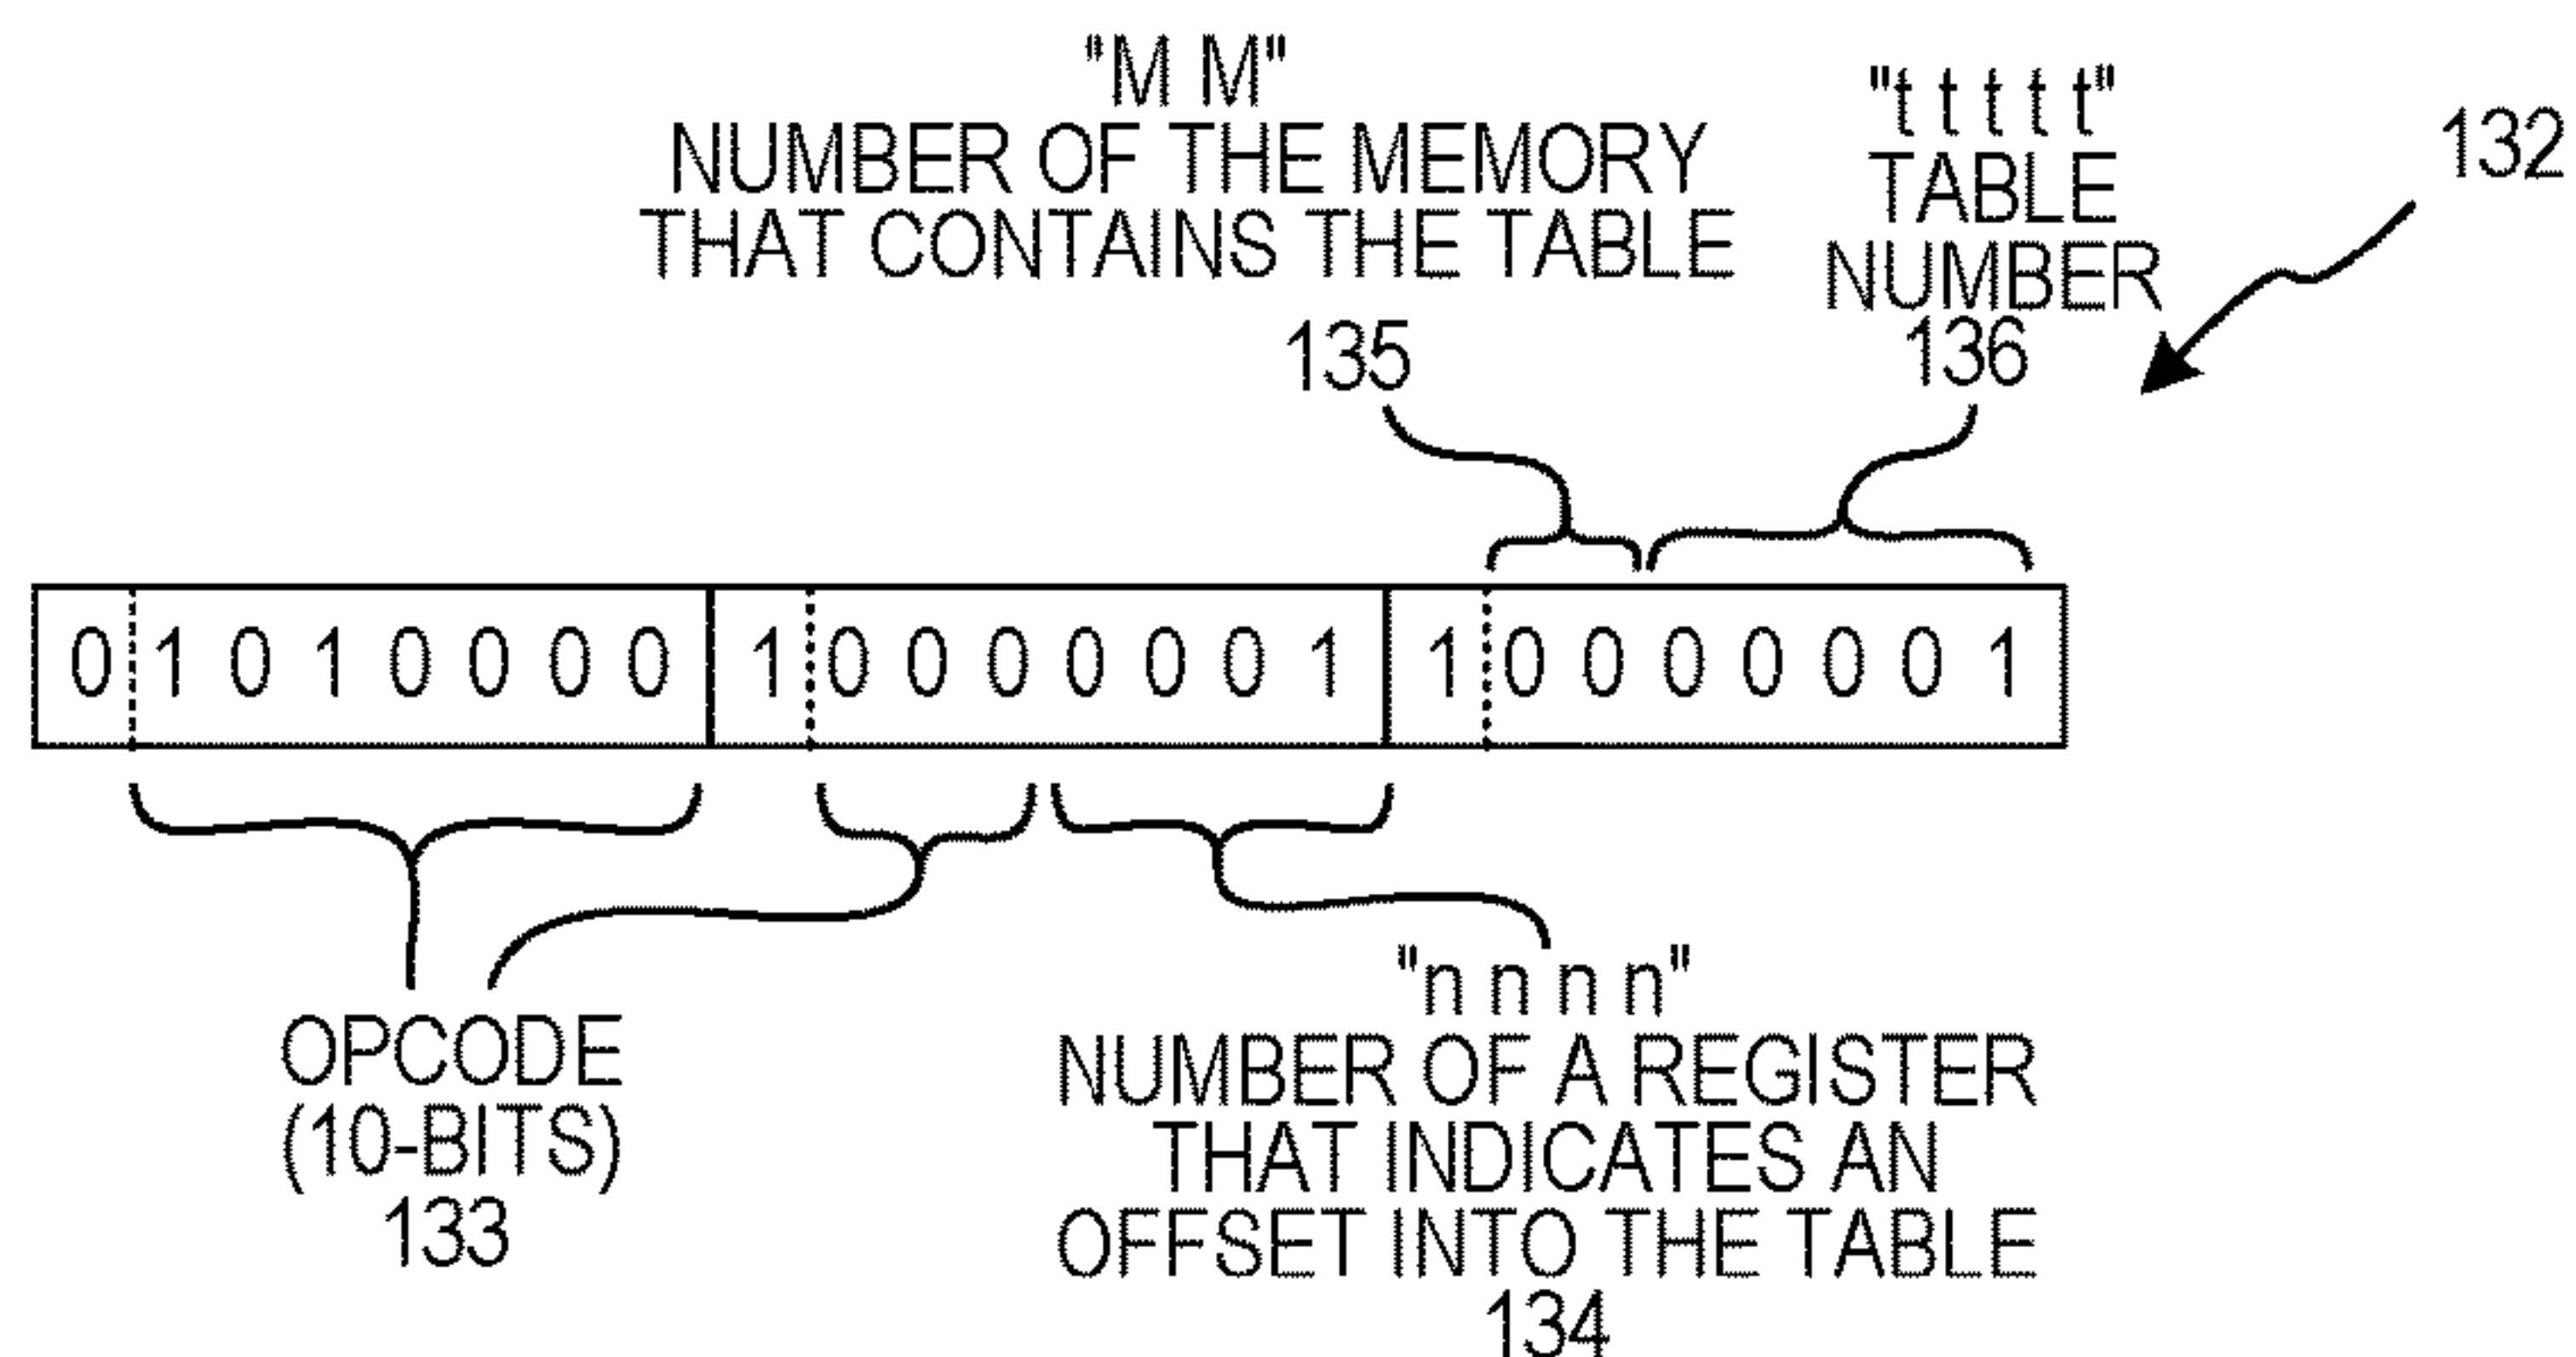 "M M"
NUMBER OF THE MEMORY
THAT CONTAINS THE TABLE
135
"t t t t t"
TABLE
NUMBER
136
132
0 1 0 1 0 0 0 0 1 0 0 0 0 0 0 1 1 0 0 0 0 0 0 1
OPCODE
(10-BITS)
133
"n n n n"
NUMBER OF A REGISTER
THAT INDICATES AN
OFFSET INTO THE TABLE
134